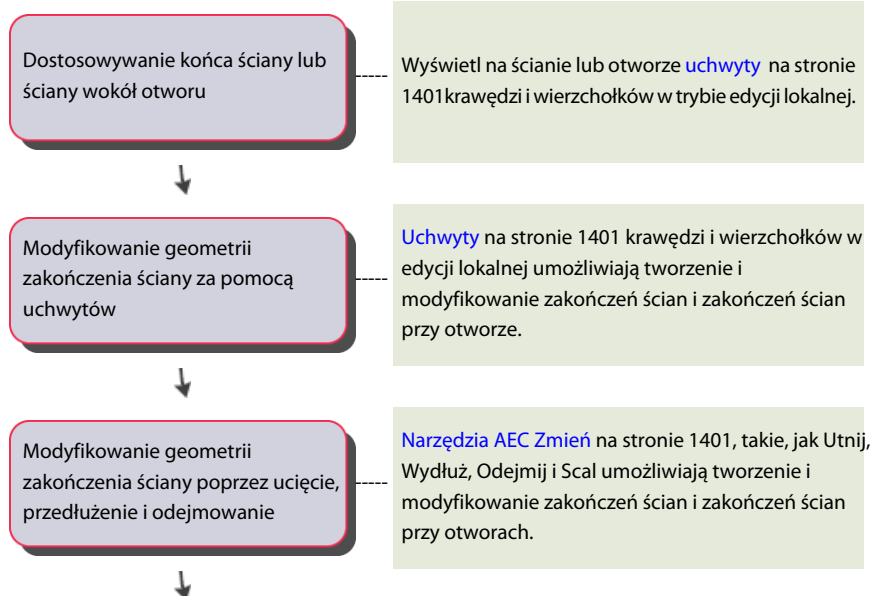 Dostosowywanie końca ściany lub
ściany wokół otworu
Wyświetl na ścianie lub otworze uchwyty na stronie
1401krawędzi i wierzchołków w trybie edycji lokalnej.
Modyfikowanie geometrii
zakończenia ściany za pomocą
uchwytów
Uchwyty na stronie 1401 krawędzi i wierzchołków w
edycji lokalnej umożliwiają tworzenie i
modyfikowanie zakończeń ścian i zakończeń ścian
przy otworze.
Modyfikowanie geometrii
zakończenia ściany poprzez ucięcie,
przedłużenie i odejmowanie
Narzędzia AEC Zmień na stronie 1401, takie, jak Utnij,
Wydłuż, Odejmij i Scal umożliwiają tworzenie i
modyfikowanie zakończeń ścian i zakończeń ścian
przy otworach.